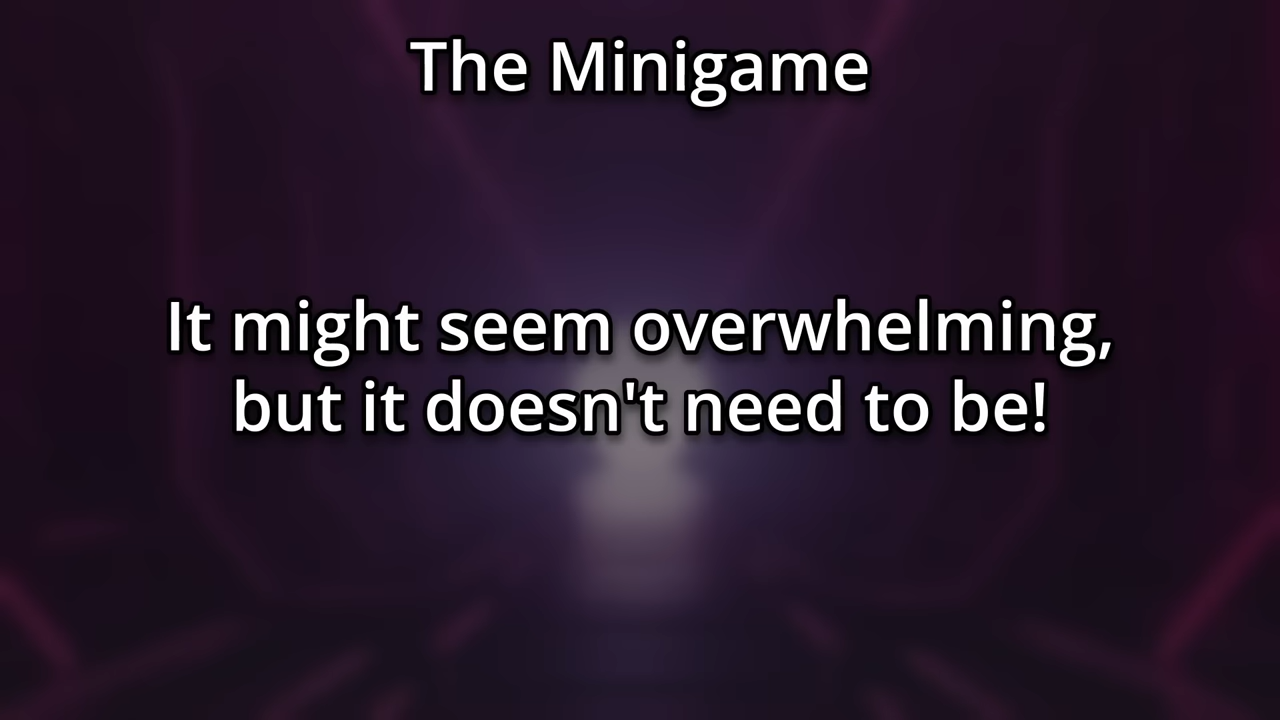 The Minigame
It might seem overwhelming,
but it doesn't need to be!